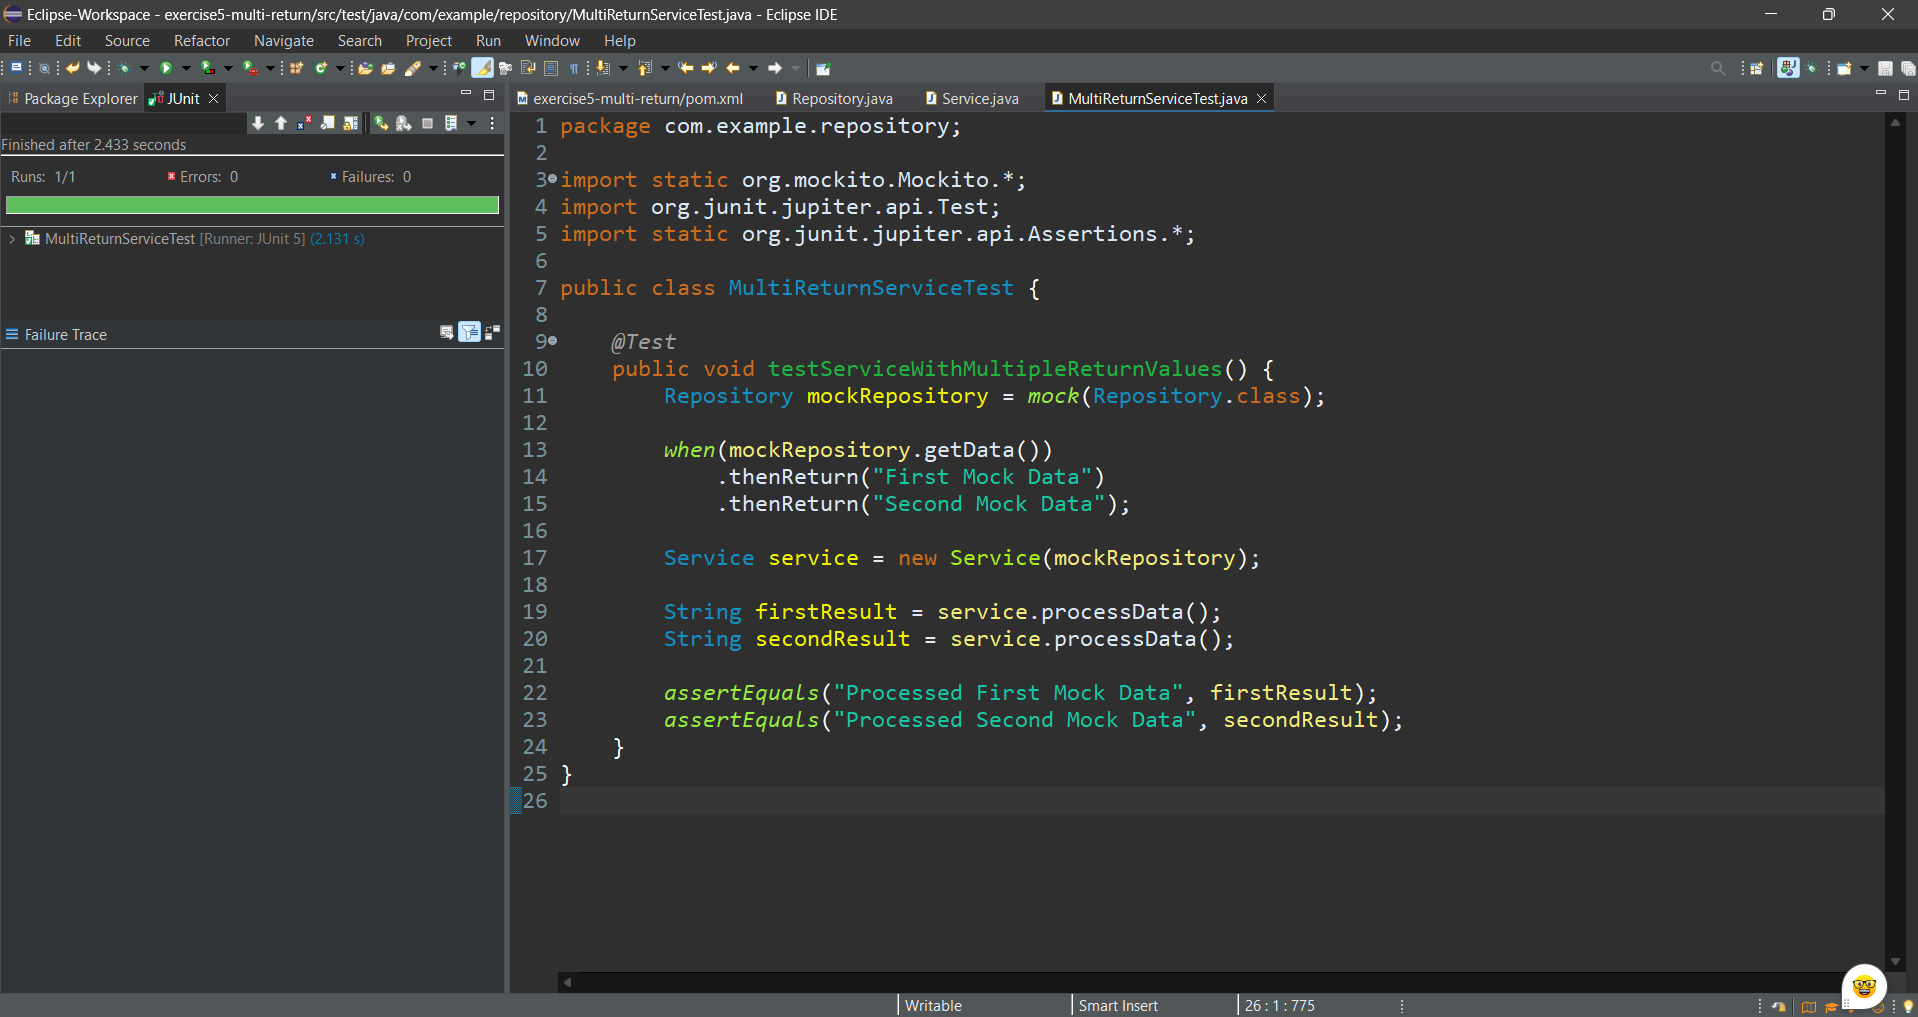 Eclipse-Workspace - exercise5-multi-return/src/test/java/com/example/repository/MultiReturnServiceTest.java - Eclipse IDE
File Edit Source Refactor Navigate Search Project Run Window Help
Package Explorer JUnit
exercise5-multi-return/pom.xml Repository.java Service.java MultiReturnServiceTest.java
Finished after 2.433 seconds
Runs: 1/1 Errors: 0 Failures: 0
MultiReturnServiceTest [Runner: JUnit 5] (2.131 s)
Failure Trace
1 package com.example.repository;
2
3 import static org.mockito.Mockito.*;
4 import org.junit.jupiter.api.Test;
5 import static org.junit.jupiter.api.Assertions.*;
6
7 public class MultiReturnServiceTest {
8
9 @Test
10 public void testServiceWithMultipleReturnValues() {
11 Repository mockRepository = mock(Repository.class);
12
13 when(mockRepository.getData())
14 .thenReturn("First Mock Data")
15 .thenReturn("Second Mock Data");
16
17 Service service = new Service(mockRepository);
18
19 String firstResult = service.processData();
20 String secondResult = service.processData();
21
22 assertEquals("Processed First Mock Data", firstResult);
23 assertEquals("Processed Second Mock Data", secondResult);
24 }
25 }
26
Writable Smart Insert 26 : 1 : 775